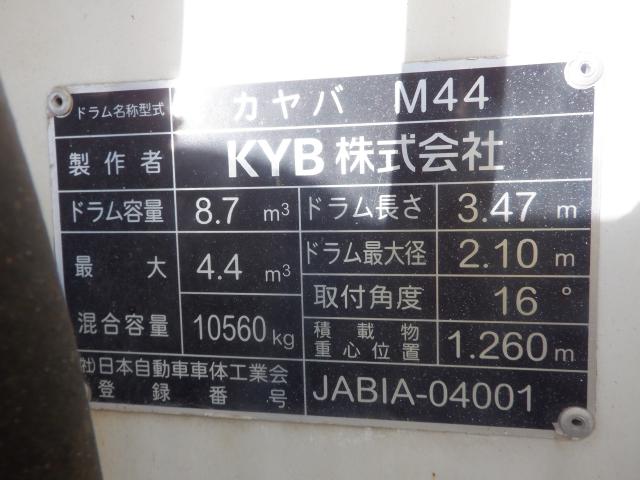 ドラム名称型式 カヤバ M44
製作者 KYB 株式会社
ドラム容量 8.7 m³ ドラム長さ 3.47 m
最大 4.4 m³ ドラム最大径 2.10 m
取付角度 16°
混合容量 10560 kg 積載物重心位置 1.260 m
(社)日本自動車車体工業会
登録番号 JABIA-04001